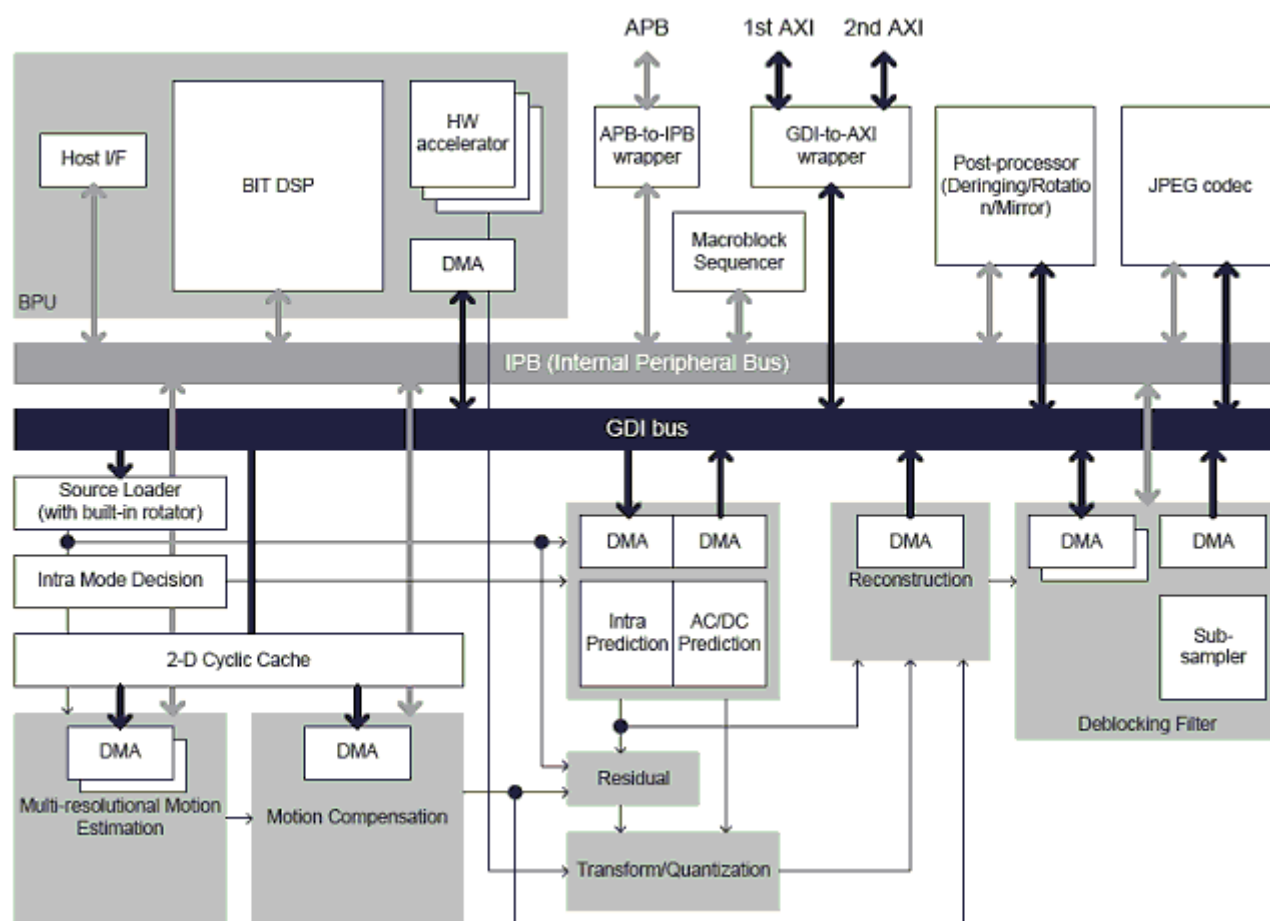 APB
1st AXI
2nd AXI
Host I/F
BIT DSP
HW
accelerator
DMA
BPU
APB-to-IPB
wrapper
GDI-to-AXI
wrapper
Macroblock
Sequencer
Post-processor
(Deringing/Rotatio
n/Mirror)
JPEG codec
IPB (Internal Peripheral Bus)
GDI bus
Source Loader
(with built-in rotator)
Intra Mode Decision
2-D Cyclic Cache
DMA
Multi-resolutional Motion
Estimation
DMA
Motion Compensation
DMA
DMA
Intra
Prediction
AC/DC
Prediction
Residual
Transform/Quantization
DMA
Reconstruction
DMA
DMA
Sub-
sampler
Deblocking Filter